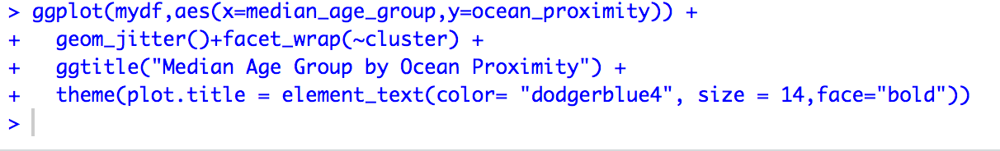 > ggplot(mydf,aes(x=median_age_group,y=ocean_proximity)) +
+   geom_jitter()+facet_wrap(~cluster) +
+   ggtitle("Median Age Group by Ocean Proximity") +
+   theme(plot.title = element_text(color= "dodgerblue4", size = 14,face="bold"))
>